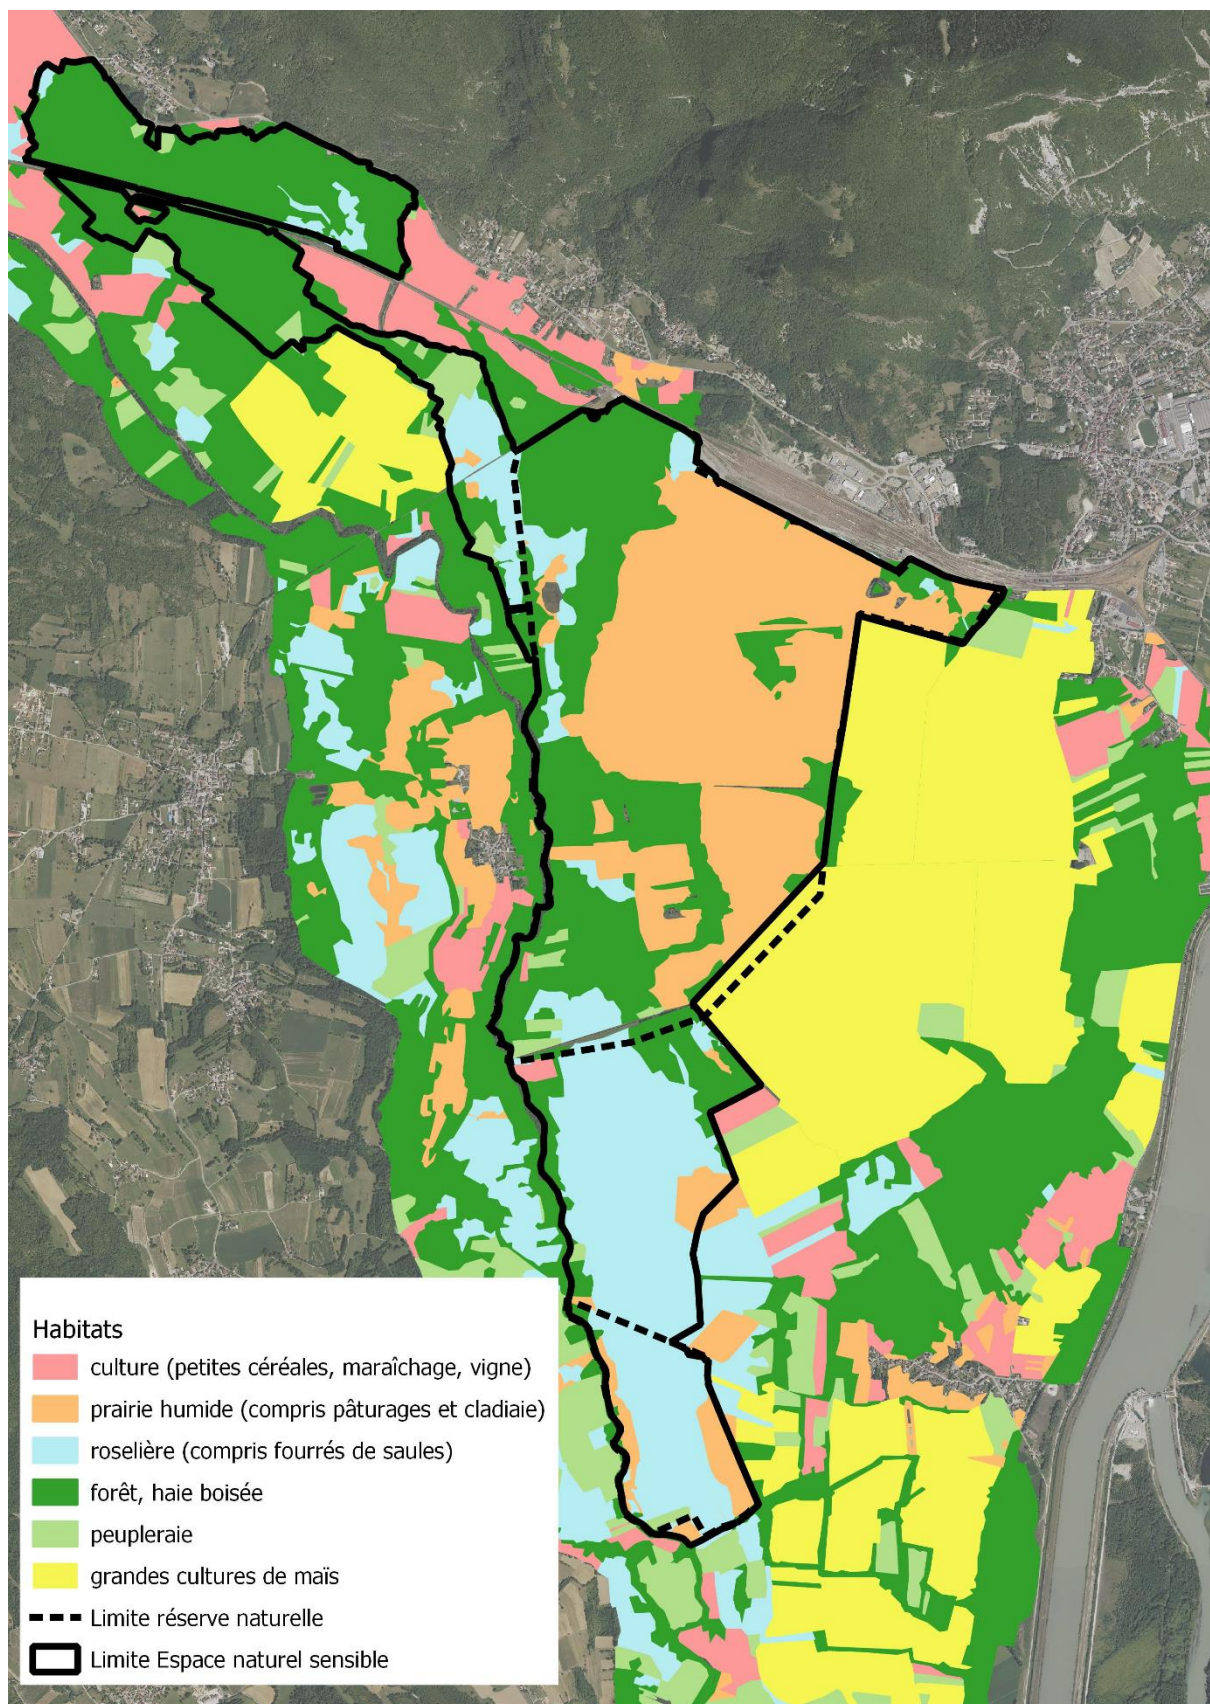 Habitats
culture (petites céréales, maraîchage, vigne)
prairie humide (compris pâturages et cladiaie)
roselière (compris fourrés de saules)
forêt, haie boisée
peupleraie
grandes cultures de maïs
Limite réserve naturelle
Limite Espace naturel sensible